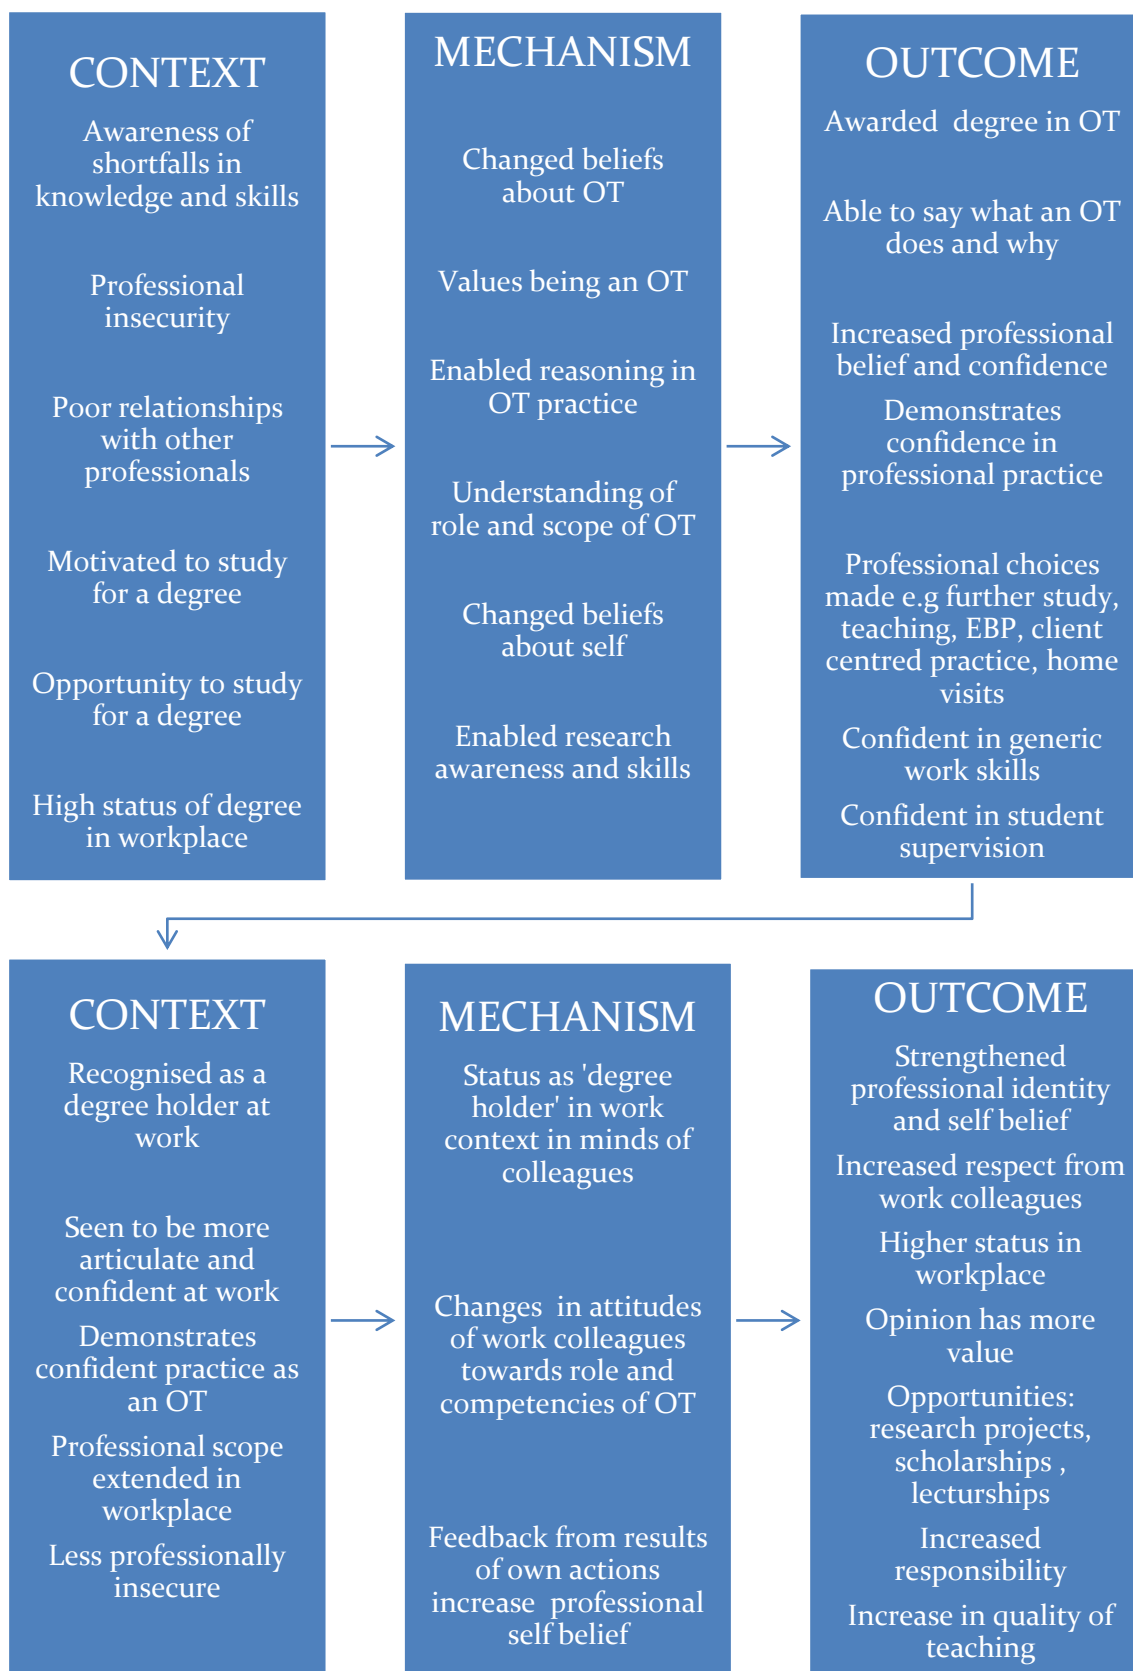 CONTEXT
Awareness of
shortfalls in
knowledge and skills
Professional
insecurity
Poor relationships
with other
professionals
Motivated to study
for a degree
Opportunity to study
for a degree
High status of degree
in workplace
MECHANISM
Changed beliefs
about OT
Values being an OT
Enabled reasoning in
OT practice
Understanding of
role and scope of OT
Changed beliefs
about self
Enabled research
awareness and skills
OUTCOME
Awarded degree in OT
Able to say what an OT
does and why
Increased professional
belief and confidence
Demonstrates
confidence in
professional practice
Professional choices
made e.g further study,
teaching, EBP, client
centred practice, home
visits
Confident in generic
work skills
Confident in student
supervision
CONTEXT
Recognised as a
degree holder at
work
Seen to be more
articulate and
confident at work
Demonstrates
confident practice as
an OT
Professional scope
extended in
workplace
Less professionally
insecure
MECHANISM
Status as 'degree
holder' in work
context in minds of
colleagues
Changes in attitudes
of work colleagues
towards role and
competencies of OT
Feedback from results
of own actions
increase professional
self belief
OUTCOME
Strengthened
professional identity
and self belief
Increased respect from
work colleagues
Higher status in
workplace
Opinion has more
value
Opportunities:
research projects,
scholarships ,
lecturships
Increased
responsibility
Increase in quality of
teaching